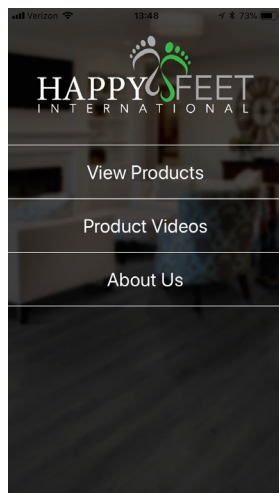 Verizon 13:48 73%
HAPPY FEET
INTERNATIONAL
View Products
Product Videos
About Us